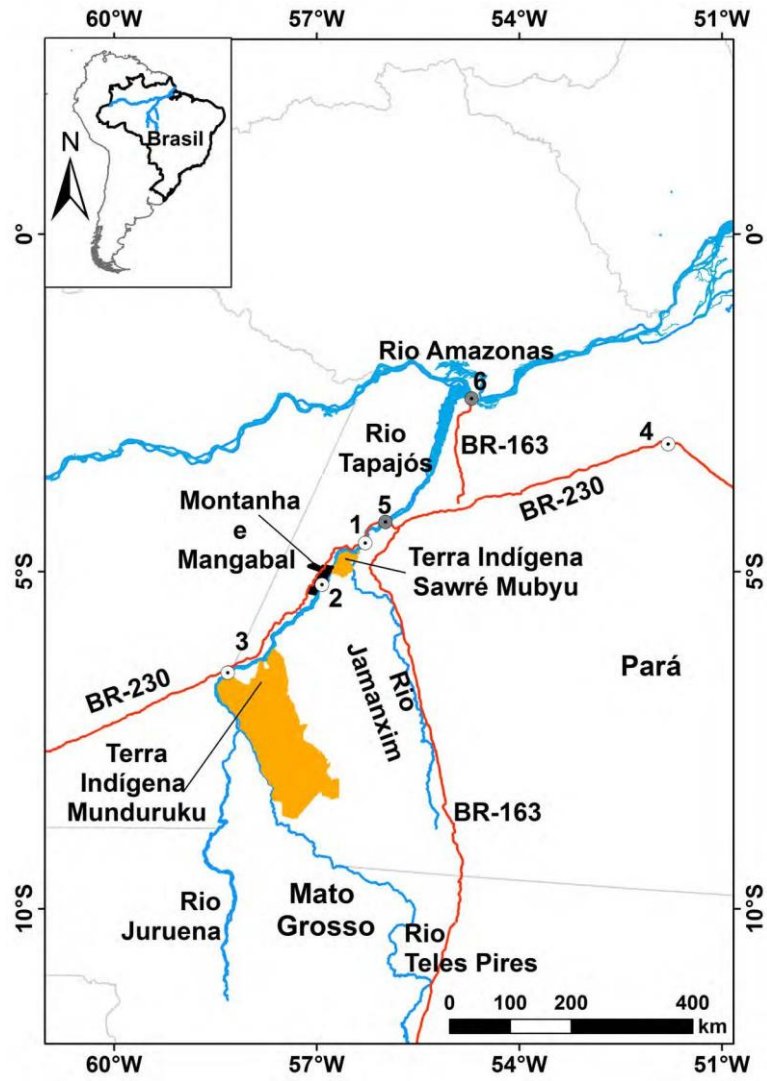 60°W
57°W
54°W
51°W
N
Brasil
0°
0°
Rio Amazonas
6
Rio
Tapajós
BR-163
4
BR-230
Montanha
e
Mangabal
1
5
5°S
5°S
Terra Indígena
Sawré Mubyu
2
3
BR-230
Rio
Jamanxim
Pará
Terra
Indígena
Munduruku
BR-163
10°S
10°S
Rio
Juruena
Mato
Grosso
Rio
Teles Pires
0
100
200
400
km
60°W
57°W
54°W
51°W